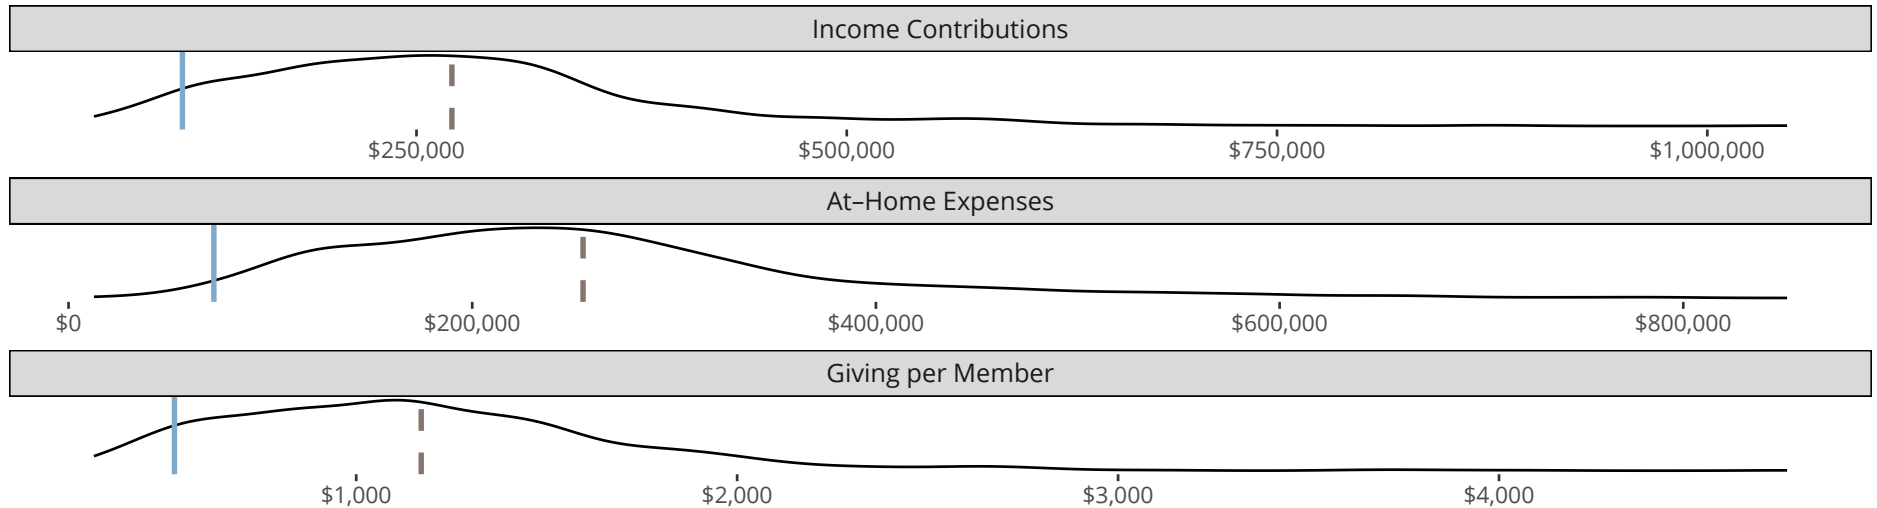 Income Contributions
$250,000 $500,000 $750,000 $1,000,000
At–Home Expenses
$0 $200,000 $400,000 $600,000 $800,000
Giving per Member
$1,000 $2,000 $3,000 $4,000